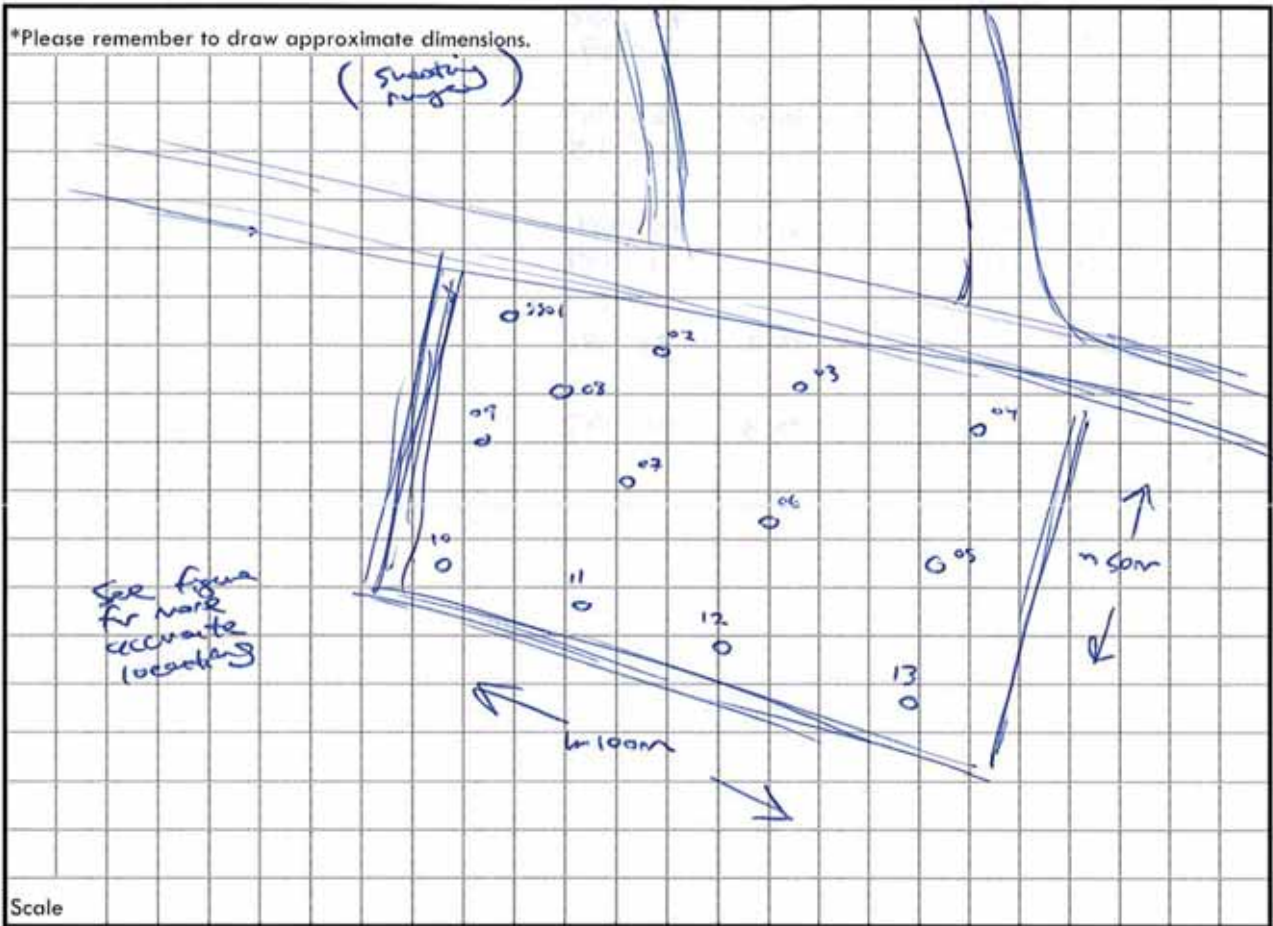 *Please remember to draw approximate dimensions.
(Shooting
range)
SS01
02
03
08
04
09
07
06
10
05
~50m
11
See figure
for more
accurate
locations
12
13
~100m
Scale